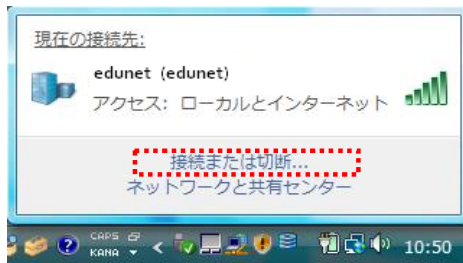 現在の接続先:
edunet (edunet)
アクセス: ローカルとインターネット
接続または切断...
ネットワークと共有センター
CAPS
KANA
10:50